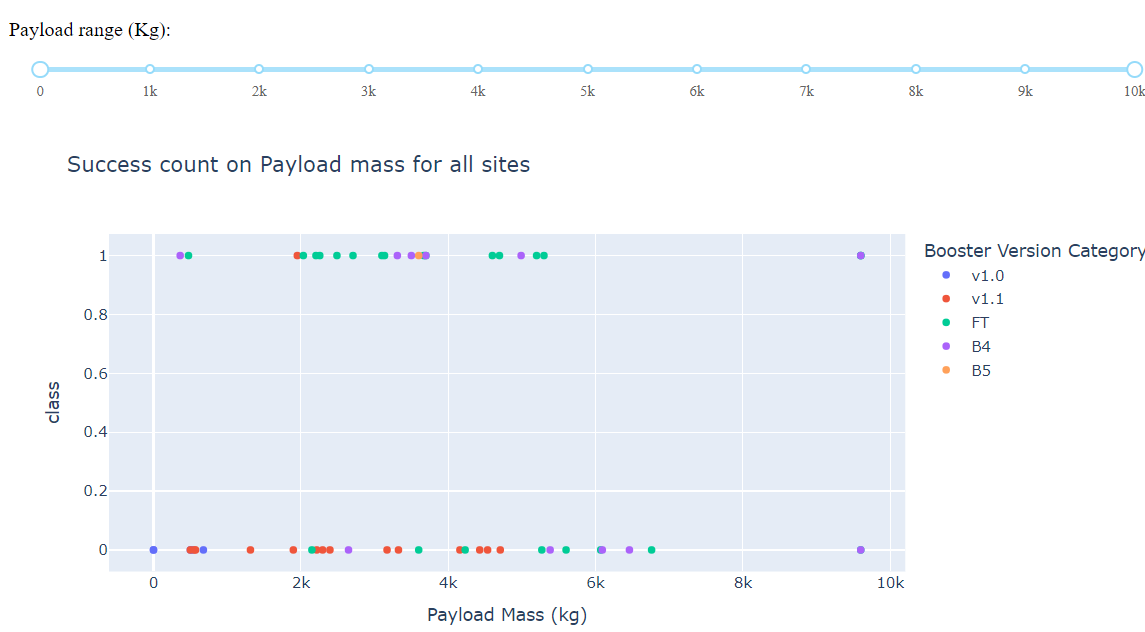 Payload range (Kg):
0 1k 2k 3k 4k 5k 6k 7k 8k 9k 10k
Success count on Payload mass for all sites
Booster Version Category
v1.0
v1.1
FT
B4
B5
class
1
0.8
0.6
0.4
0.2
0
0 2k 4k 6k 8k 10k
Payload Mass (kg)